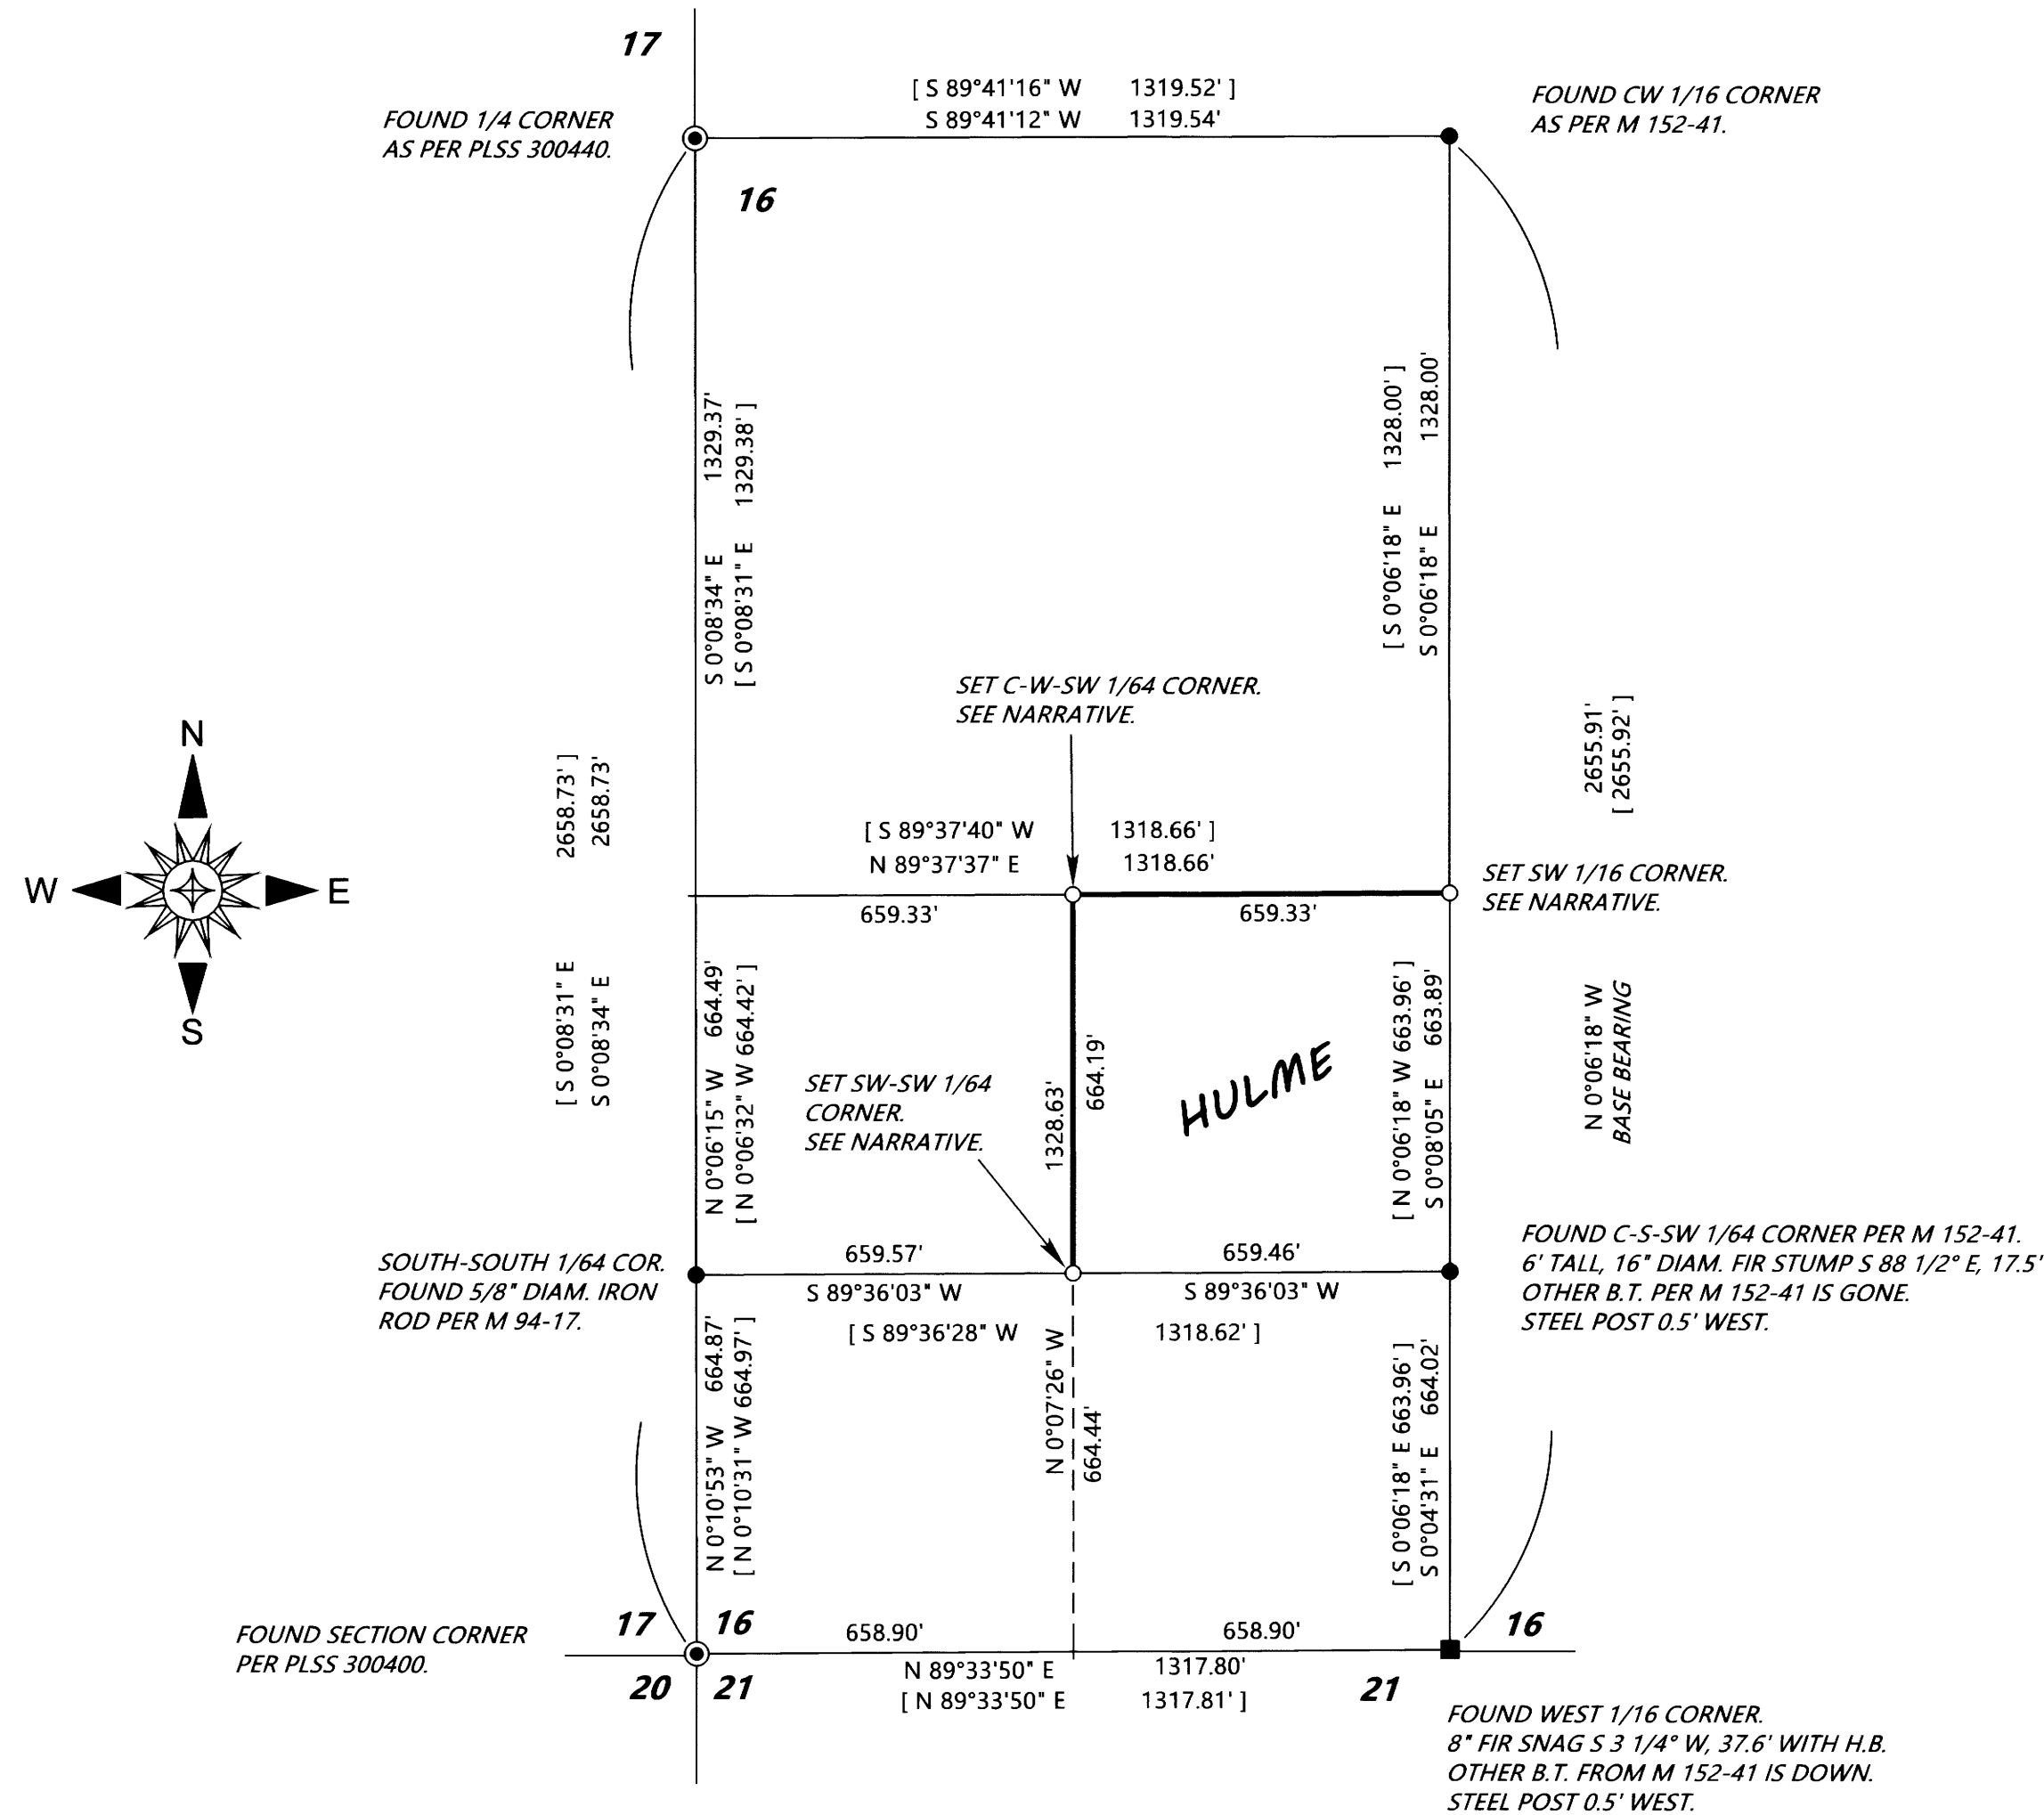 17
[ S 89°41'16" W 1319.52' ]
S 89°41'12" W 1319.54'
FOUND 1/4 CORNER
AS PER PLSS 300440.
FOUND CW 1/16 CORNER
AS PER M 152-41.
16
S 0°08'34" E 1329.37'
[ S 0°08'31" E 1329.38' ]
[ S 0°06'18" E 1328.00' ]
S 0°06'18" E 1328.00'
SET C-W-SW 1/64 CORNER.
SEE NARRATIVE.
N
W
E
S
[ S 0°08'31" E 2658.73' ]
S 0°08'34" E 2658.73'
N 0°06'18" W 2655.91'
BASE BEARING [ 2655.92' ]
[ S 89°37'40" W 1318.66' ]
N 89°37'37" E 1318.66'
659.33'
659.33'
SET SW 1/16 CORNER.
SEE NARRATIVE.
N 0°06'15" W 664.49'
[ N 0°06'32" W 664.42' ]
SET SW-SW 1/64
CORNER.
SEE NARRATIVE.
1328.63'
664.19'
HULME
[ N 0°06'18" W 663.96' ]
S 0°08'05" E 663.89'
SOUTH-SOUTH 1/64 COR.
FOUND 5/8" DIAM. IRON
ROD PER M 94-17.
659.57'
659.46'
S 89°36'03" W
S 89°36'03" W
[ S 89°36'28" W 1318.62' ]
FOUND C-S-SW 1/64 CORNER PER M 152-41.
6' TALL, 16" DIAM. FIR STUMP S 88 1/2° E, 17.5'
OTHER B.T. PER M 152-41 IS GONE.
STEEL POST 0.5' WEST.
N 0°10'53" W 664.87'
[ N 0°10'31" W 664.97' ]
N 0°07'26" W
664.44'
[ S 0°06'18" E 663.96' ]
S 0°04'31" E 664.02'
FOUND SECTION CORNER
PER PLSS 300400.
17
16
658.90'
658.90'
16
20
21
N 89°33'50" E 1317.80'
[ N 89°33'50" E 1317.81' ]
21
FOUND WEST 1/16 CORNER.
8" FIR SNAG S 3 1/4° W, 37.6' WITH H.B.
OTHER B.T. FROM M 152-41 IS DOWN.
STEEL POST 0.5' WEST.